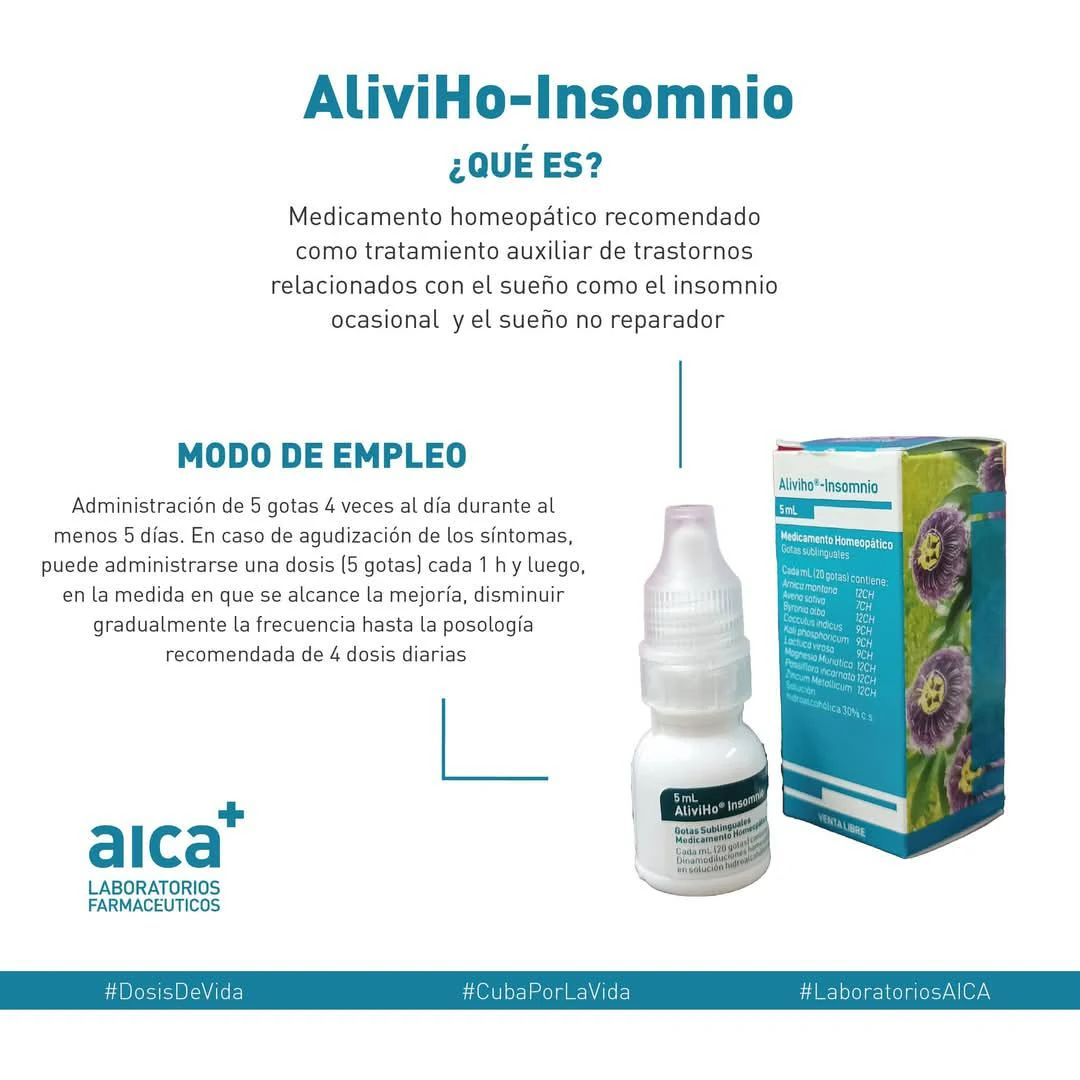 AliviHo-Insomnio
¿QUÉ ES?
Medicamento homeopático recomendado
como tratamiento auxiliar de trastornos
relacionados con el sueño como el insomnio
ocasional y el sueño no reparador
MODO DE EMPLEO
Administración de 5 gotas 4 veces al día durante al
menos 5 días. En caso de agudización de los síntomas,
puede administrarse una dosis (5 gotas) cada 1 h y luego,
en la medida en que se alcance la mejoría, disminuir
gradualmente la frecuencia hasta la posología
recomendada de 4 dosis diarias
Aliviho®-Insomnio
5 mL
Medicamento Homeopático
Gotas sublinguales
Cada mL (20 gotas) contiene:
Arnica montana 12CH
Avena sativa 7CH
Byronia alba 12CH
Cocculus indicus 9CH
Kali phosphoricum 9CH
Lactuca virosa 9CH
Magnesia Muriatica 12CH
Passiflora incarnata 12CH
Zincum Metallicum 12CH
Solución
hidroalcohólica 30% c.s
VENTA LIBRE
5 mL
AliviHo® Insomnio
Gotas Sublinguales
Medicamento
Cada mL (20 gotas)
Dinamodiluciones
en solución
aica+
LABORATORIOS
FARMACEUTICOS
#DosisDeVida #CubaPorLaVida #LaboratoriosAICA